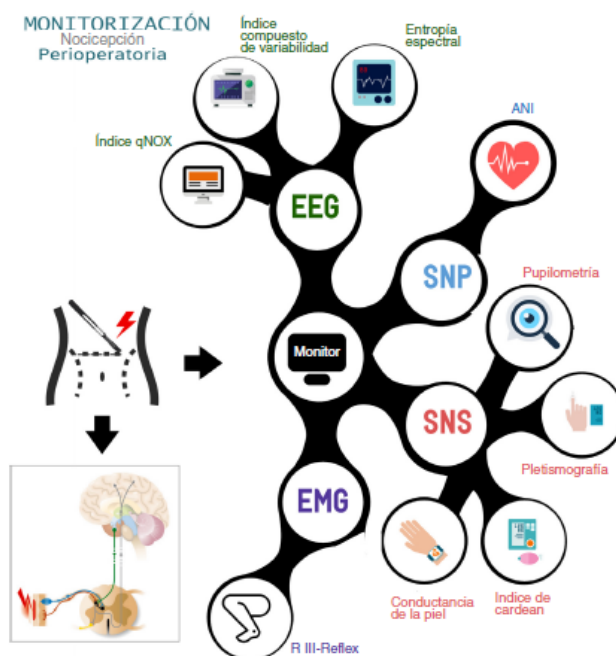 MONITORIZACIÓN
Nocicepción
Perioperatoria
Índice
compuesto
de variabilidad
Entropía
espectral
Índice qNOX
ANI
EEG
SNP
Pupilometría
Monitor
SNS
Pletismografía
EMG
Conductancia
de la piel
Indice de
cardean
R III-Reflex